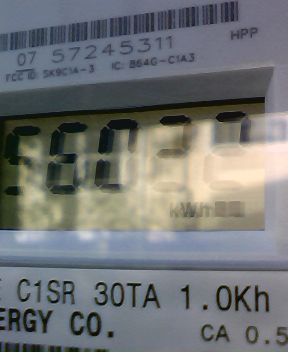 07 57245311 HPP
FCC ID: SK9C1A-3 IC: 864G-C1A3
56032
kWh
C1SR 30TA 1.0Kh
ERGY CO. CA 0.5